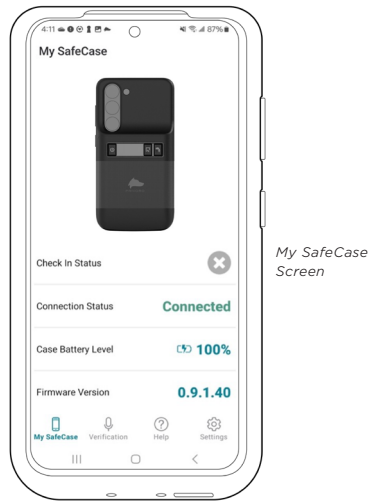 4:11
87%
My SafeCase
Check In Status
Connection Status Connected
Case Battery Level 100%
Firmware Version 0.9.1.40
My SafeCase Verification Help Settings
My SafeCase
Screen